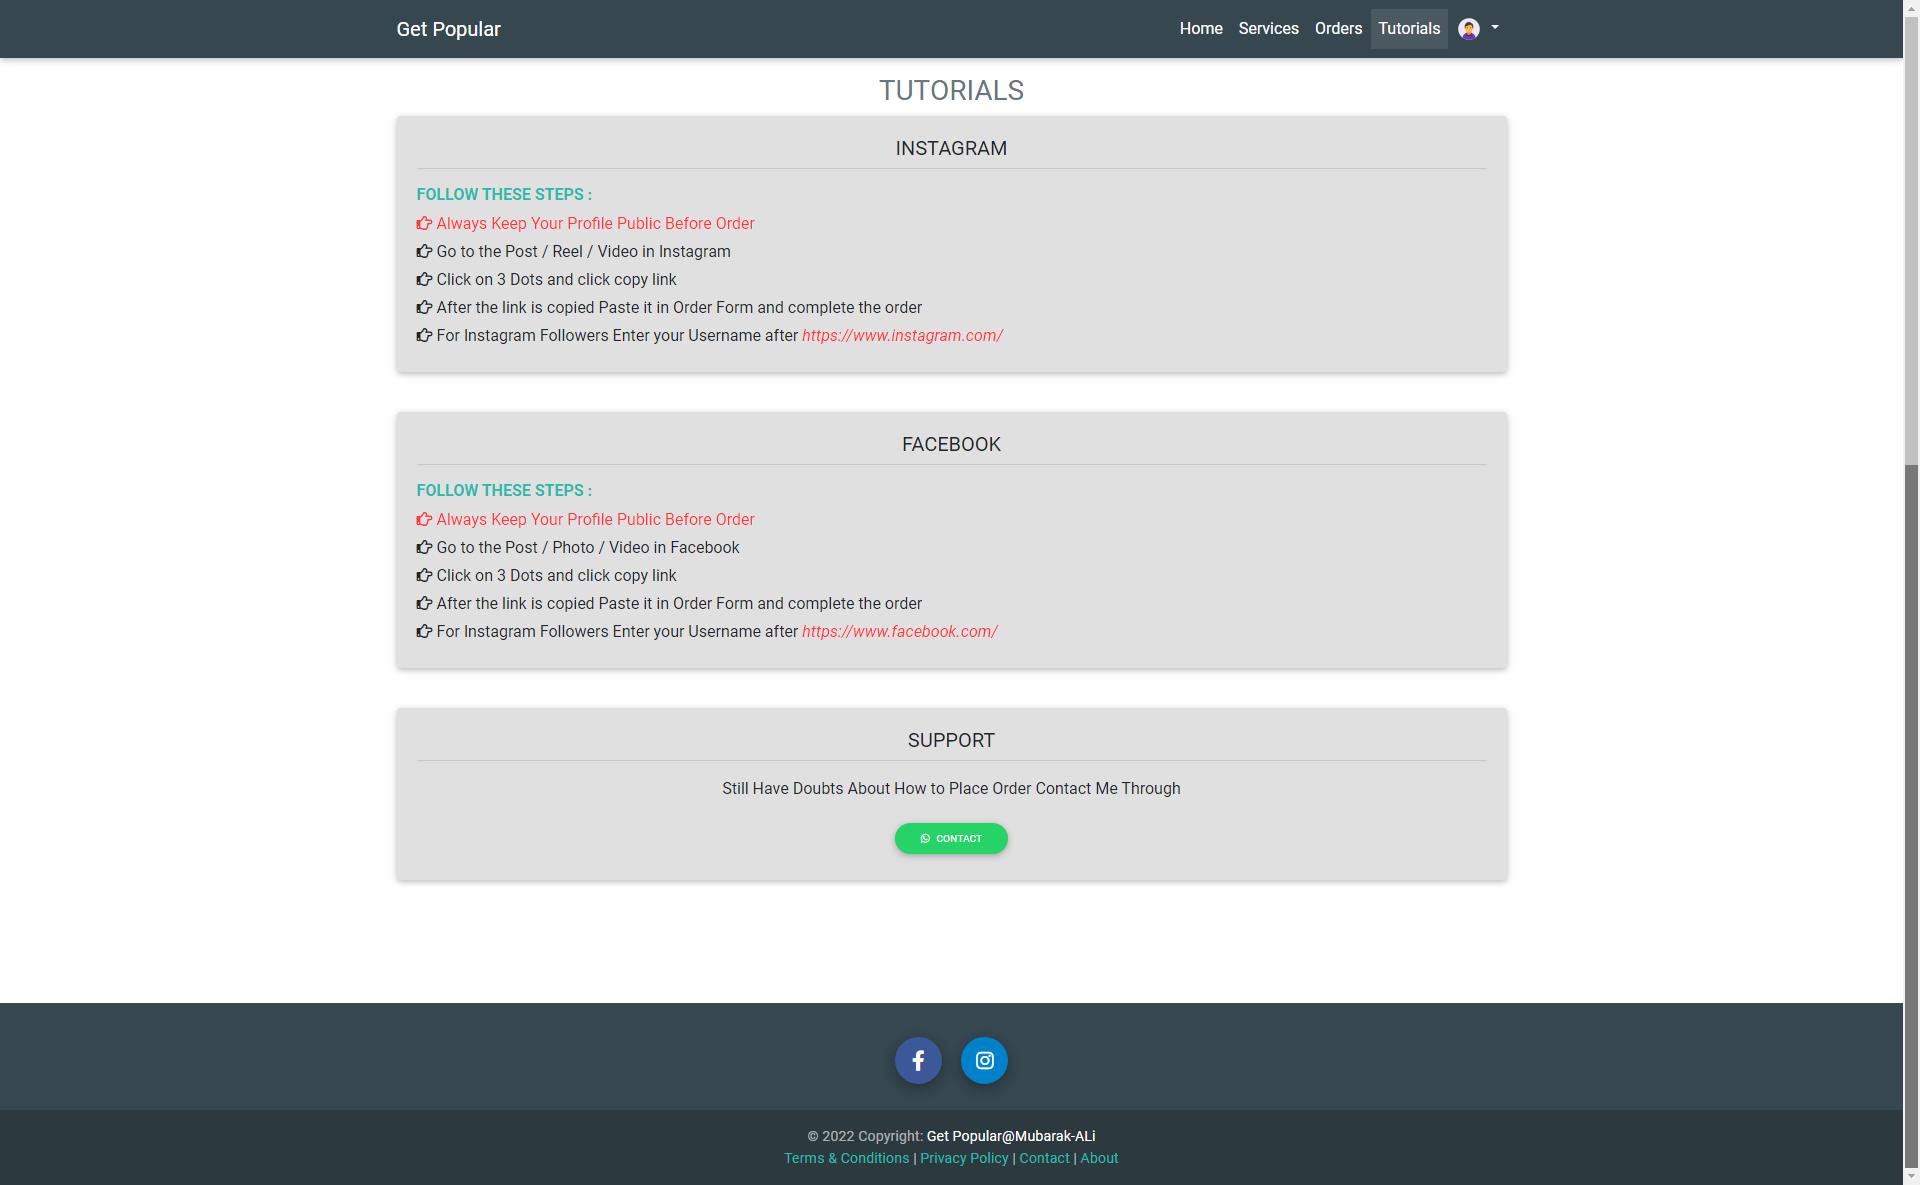 Get Popular
Home Services Orders Tutorials
TUTORIALS
INSTAGRAM
FOLLOW THESE STEPS :
Always Keep Your Profile Public Before Order
Go to the Post / Reel / Video in Instagram
Click on 3 Dots and click copy link
After the link is copied Paste it in Order Form and complete the order
For Instagram Followers Enter your Username after https://www.instagram.com/
FACEBOOK
FOLLOW THESE STEPS :
Always Keep Your Profile Public Before Order
Go to the Post / Photo / Video in Facebook
Click on 3 Dots and click copy link
After the link is copied Paste it in Order Form and complete the order
For Instagram Followers Enter your Username after https://www.facebook.com/
SUPPORT
Still Have Doubts About How to Place Order Contact Me Through
CONTACT
© 2022 Copyright: Get Popular@Mubarak-ALi
Terms & Conditions | Privacy Policy | Contact | About